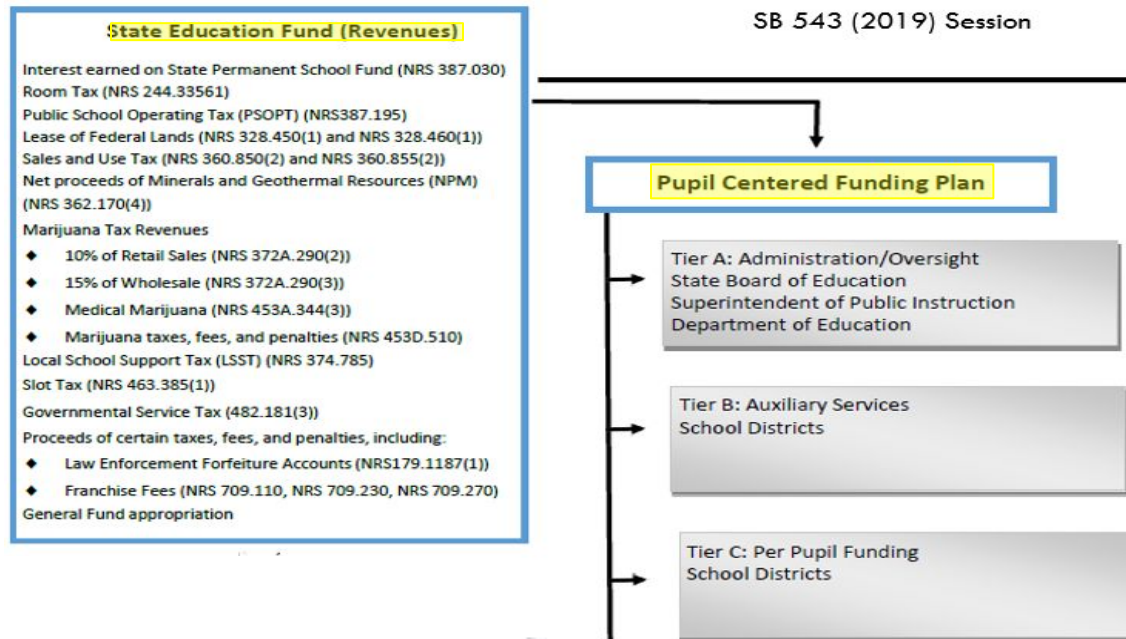 SB 543 (2019) Session
State Education Fund (Revenues)
Interest earned on State Permanent School Fund (NRS 387.030)
Room Tax (NRS 244.33561)
Public School Operating Tax (PSOPT) (NRS387.195)
Lease of Federal Lands (NRS 328.450(1) and NRS 328.460(1))
Sales and Use Tax (NRS 360.850(2) and NRS 360.855(2))
Net proceeds of Minerals and Geothermal Resources (NPM)
(NRS 362.170(4))
Marijuana Tax Revenues
◆ 10% of Retail Sales (NRS 372A.290(2))
◆ 15% of Wholesale (NRS 372A.290(3))
◆ Medical Marijuana (NRS 453A.344(3))
◆ Marijuana taxes, fees, and penalties (NRS 453D.510)
Local School Support Tax (LSST) (NRS 374.785)
Slot Tax (NRS 463.385(1))
Governmental Service Tax (482.181(3))
Proceeds of certain taxes, fees, and penalties, including:
◆ Law Enforcement Forfeiture Accounts (NRS179.1187(1))
◆ Franchise Fees (NRS 709.110, NRS 709.230, NRS 709.270)
General Fund appropriation
Pupil Centered Funding Plan
Tier A: Administration/Oversight
State Board of Education
Superintendent of Public Instruction
Department of Education
Tier B: Auxiliary Services
School Districts
Tier C: Per Pupil Funding
School Districts